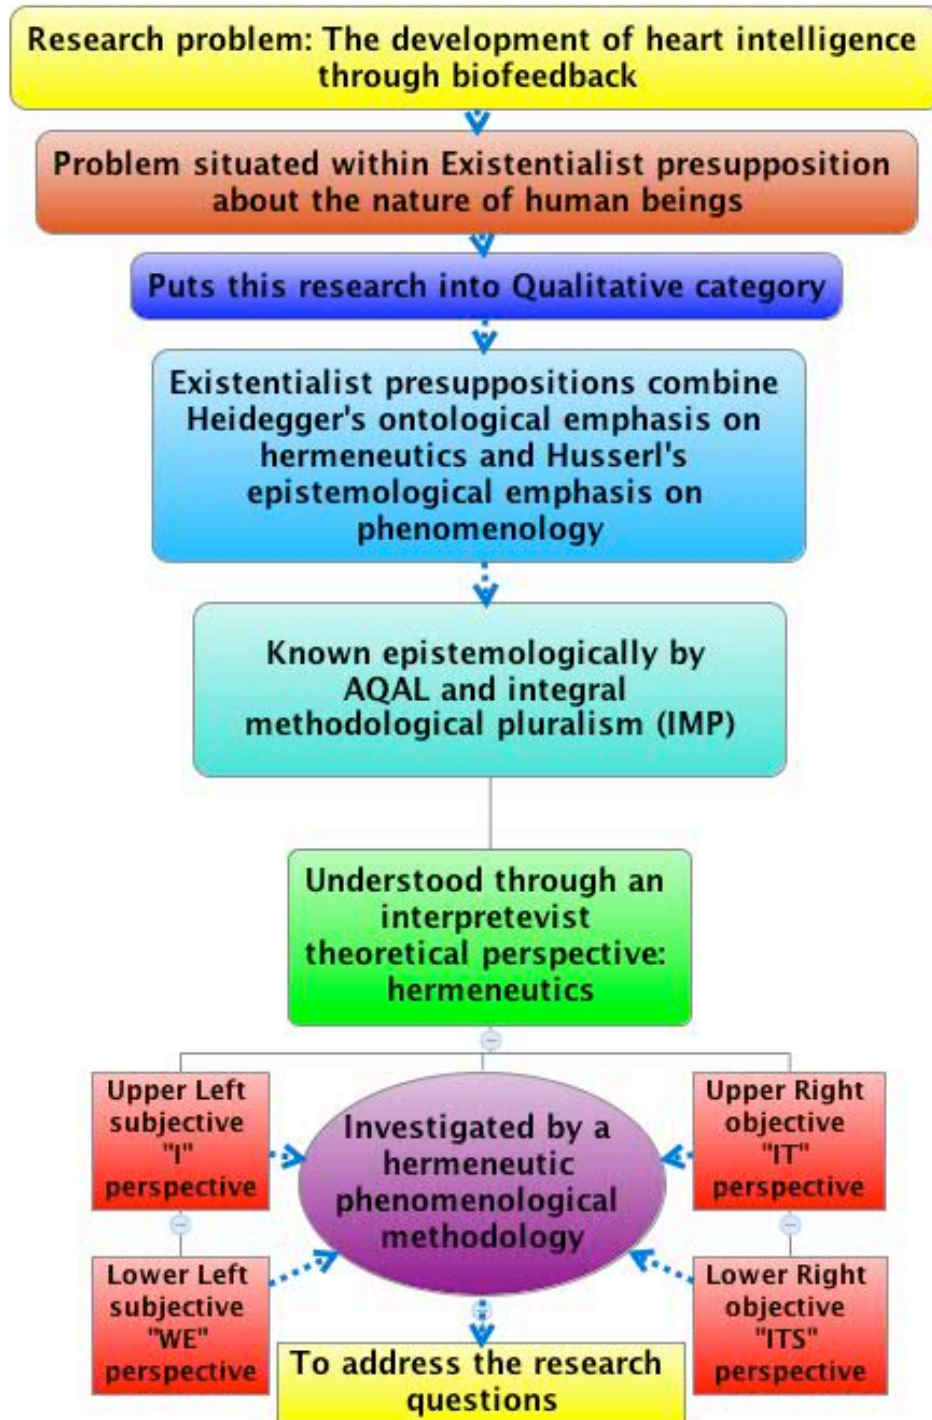 Research problem: The development of heart intelligence
through biofeedback
Problem situated within Existentialist presupposition
about the nature of human beings
Puts this research into Qualitative category
Existentialist presuppositions combine
Heidegger's ontological emphasis on
hermeneutics and Husserl's
epistemological emphasis on
phenomenology
Known epistemologically by
AQAL and integral
methodological pluralism (IMP)
Understood through an
interpretevist
theoretical perspective:
hermeneutics
Upper Left
subjective
"I"
perspective
Investigated by a
hermeneutic
phenomenological
methodology
Upper Right
objective
"IT"
perspective
Lower Left
subjective
"WE"
perspective
Lower Right
objective
"ITS"
perspective
To address the research
questions